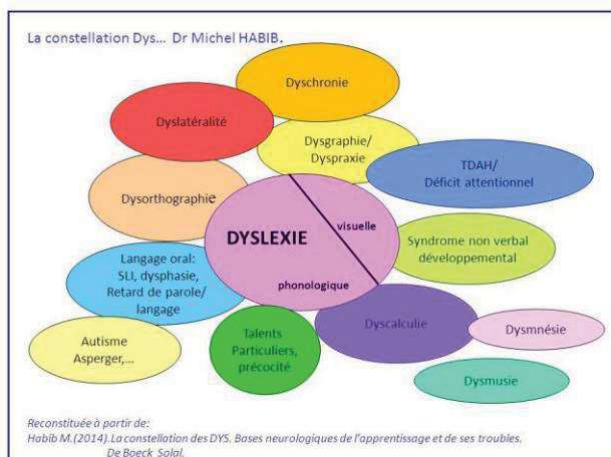 La constellation Dys... Dr Michel HABIB.
Dyschronie
Dyslatéralité
Dysgraphie/
Dyspraxie
TDAH/
Déficit attentionnel
Dysorthographie
DYSLEXIE
visuelle
phonologique
Syndrome non verbal
développemental
Langage oral:
SLI, dysphasie,
Retard de parole/
langage
Autisme
Asperger,...
Talents
Particuliers,
précocité
Dyscalculie
Dysmnésie
Dysmusie
Reconstituée à partir de:
Habib M.(2014).La constellation des DYS. Bases neurologiques de l'apprentissage et de ses troubles.
De Boeck Solal.